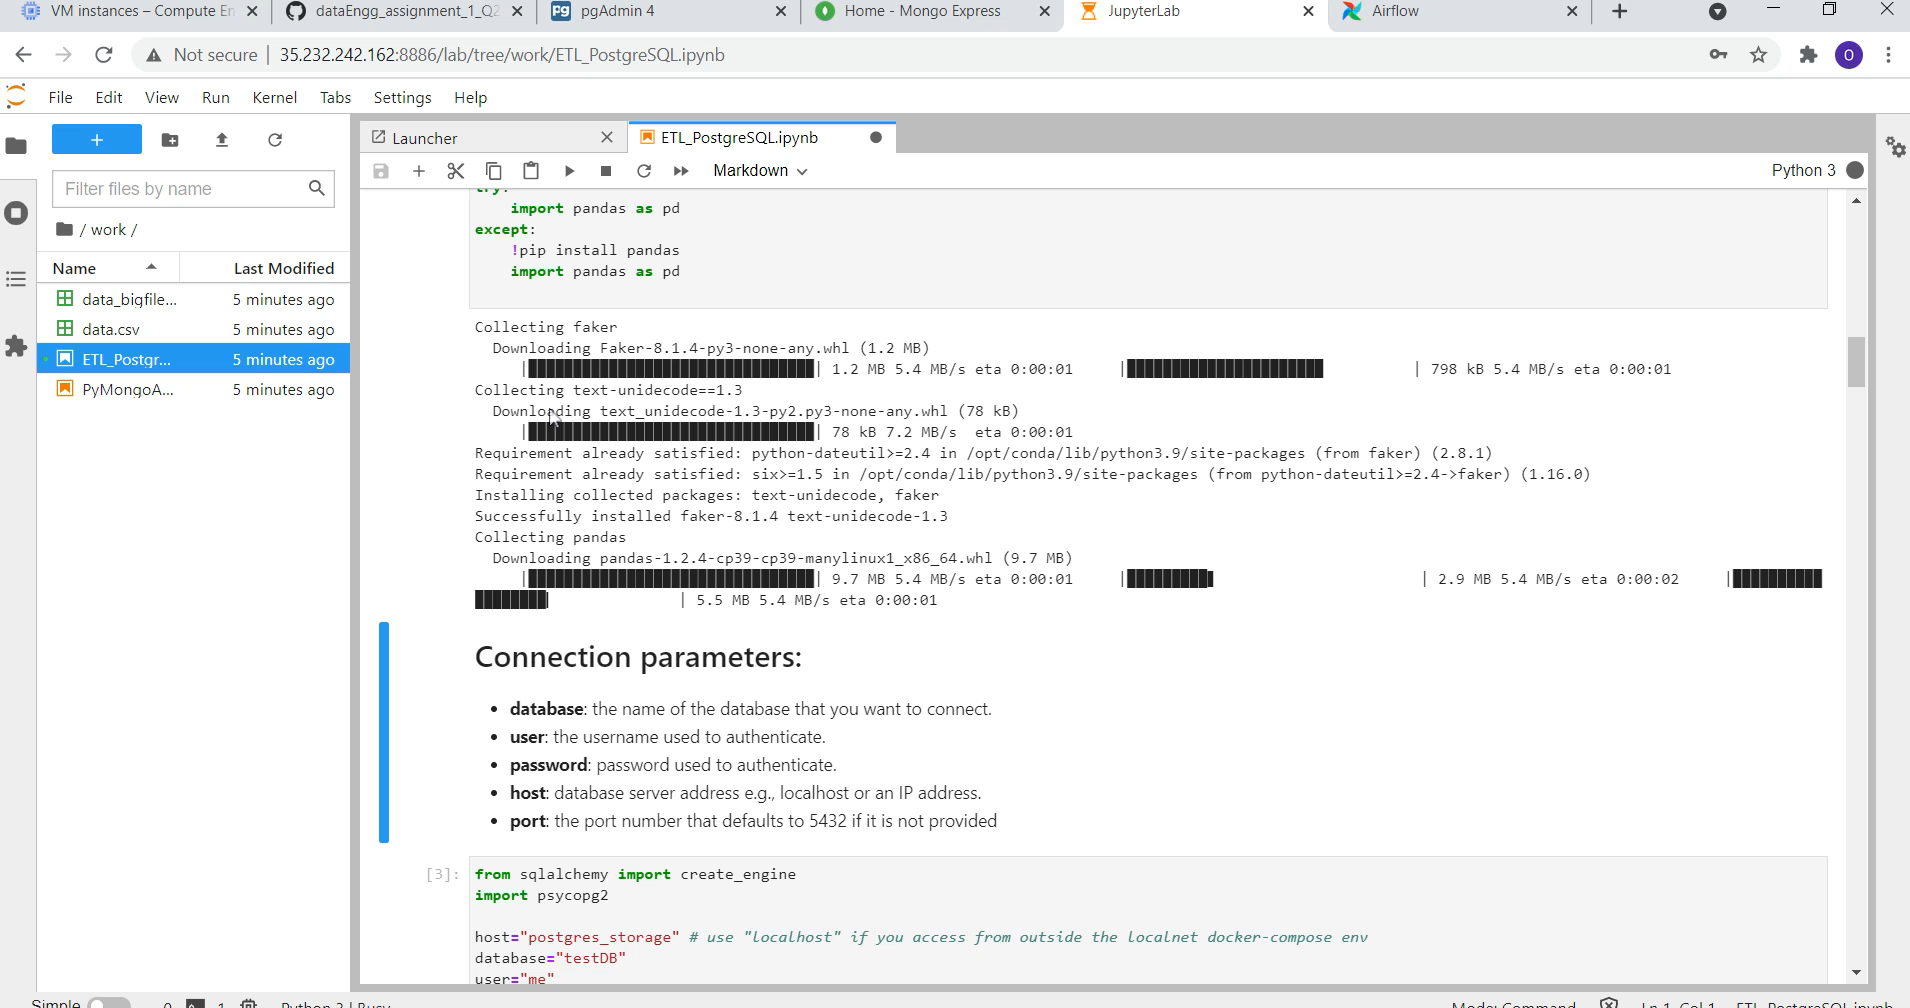 VM instances – Compute En
dataEngg_assignment_1_Q2
pgAdmin 4
Home - Mongo Express
JupyterLab
Airflow
Not secure | 35.232.242.162:8886/lab/tree/work/ETL_PostgreSQL.ipynb
O
File Edit View Run Kernel Tabs Settings Help
Launcher
ETL_PostgreSQL.ipynb
Markdown
Python 3
Filter files by name
/ work /
Name Last Modified
data_bigfile... 5 minutes ago
data.csv 5 minutes ago
ETL_Postgr... 5 minutes ago
PyMongoA... 5 minutes ago
try:
import pandas as pd
except:
!pip install pandas
import pandas as pd
Collecting faker
Downloading Faker-8.1.4-py3-none-any.whl (1.2 MB)
| 1.2 MB 5.4 MB/s eta 0:00:01 | | 798 kB 5.4 MB/s eta 0:00:01
Collecting text-unidecode==1.3
Downloading text_unidecode-1.3-py2.py3-none-any.whl (78 kB)
| 78 kB 7.2 MB/s eta 0:00:01
Requirement already satisfied: python-dateutil>=2.4 in /opt/conda/lib/python3.9/site-packages (from faker) (2.8.1)
Requirement already satisfied: six>=1.5 in /opt/conda/lib/python3.9/site-packages (from python-dateutil>=2.4->faker) (1.16.0)
Installing collected packages: text-unidecode, faker
Successfully installed faker-8.1.4 text-unidecode-1.3
Collecting pandas
Downloading pandas-1.2.4-cp39-cp39-manylinux1_x86_64.whl (9.7 MB)
| 9.7 MB 5.4 MB/s eta 0:00:01 | | 2.9 MB 5.4 MB/s eta 0:00:02 |
| 5.5 MB 5.4 MB/s eta 0:00:01
Connection parameters:
• database: the name of the database that you want to connect.
• user: the username used to authenticate.
• password: password used to authenticate.
• host: database server address e.g., localhost or an IP address.
• port: the port number that defaults to 5432 if it is not provided
[3]: from sqlalchemy import create_engine
import psycopg2
host="postgres_storage" # use "localhost" if you access from outside the localnet docker-compose env
database="testDB"
user="me"
Simple 0 1 Python 3 | Busy Mode: Command Ln 1, Col 1 ETL_PostgreSQL.ipynb